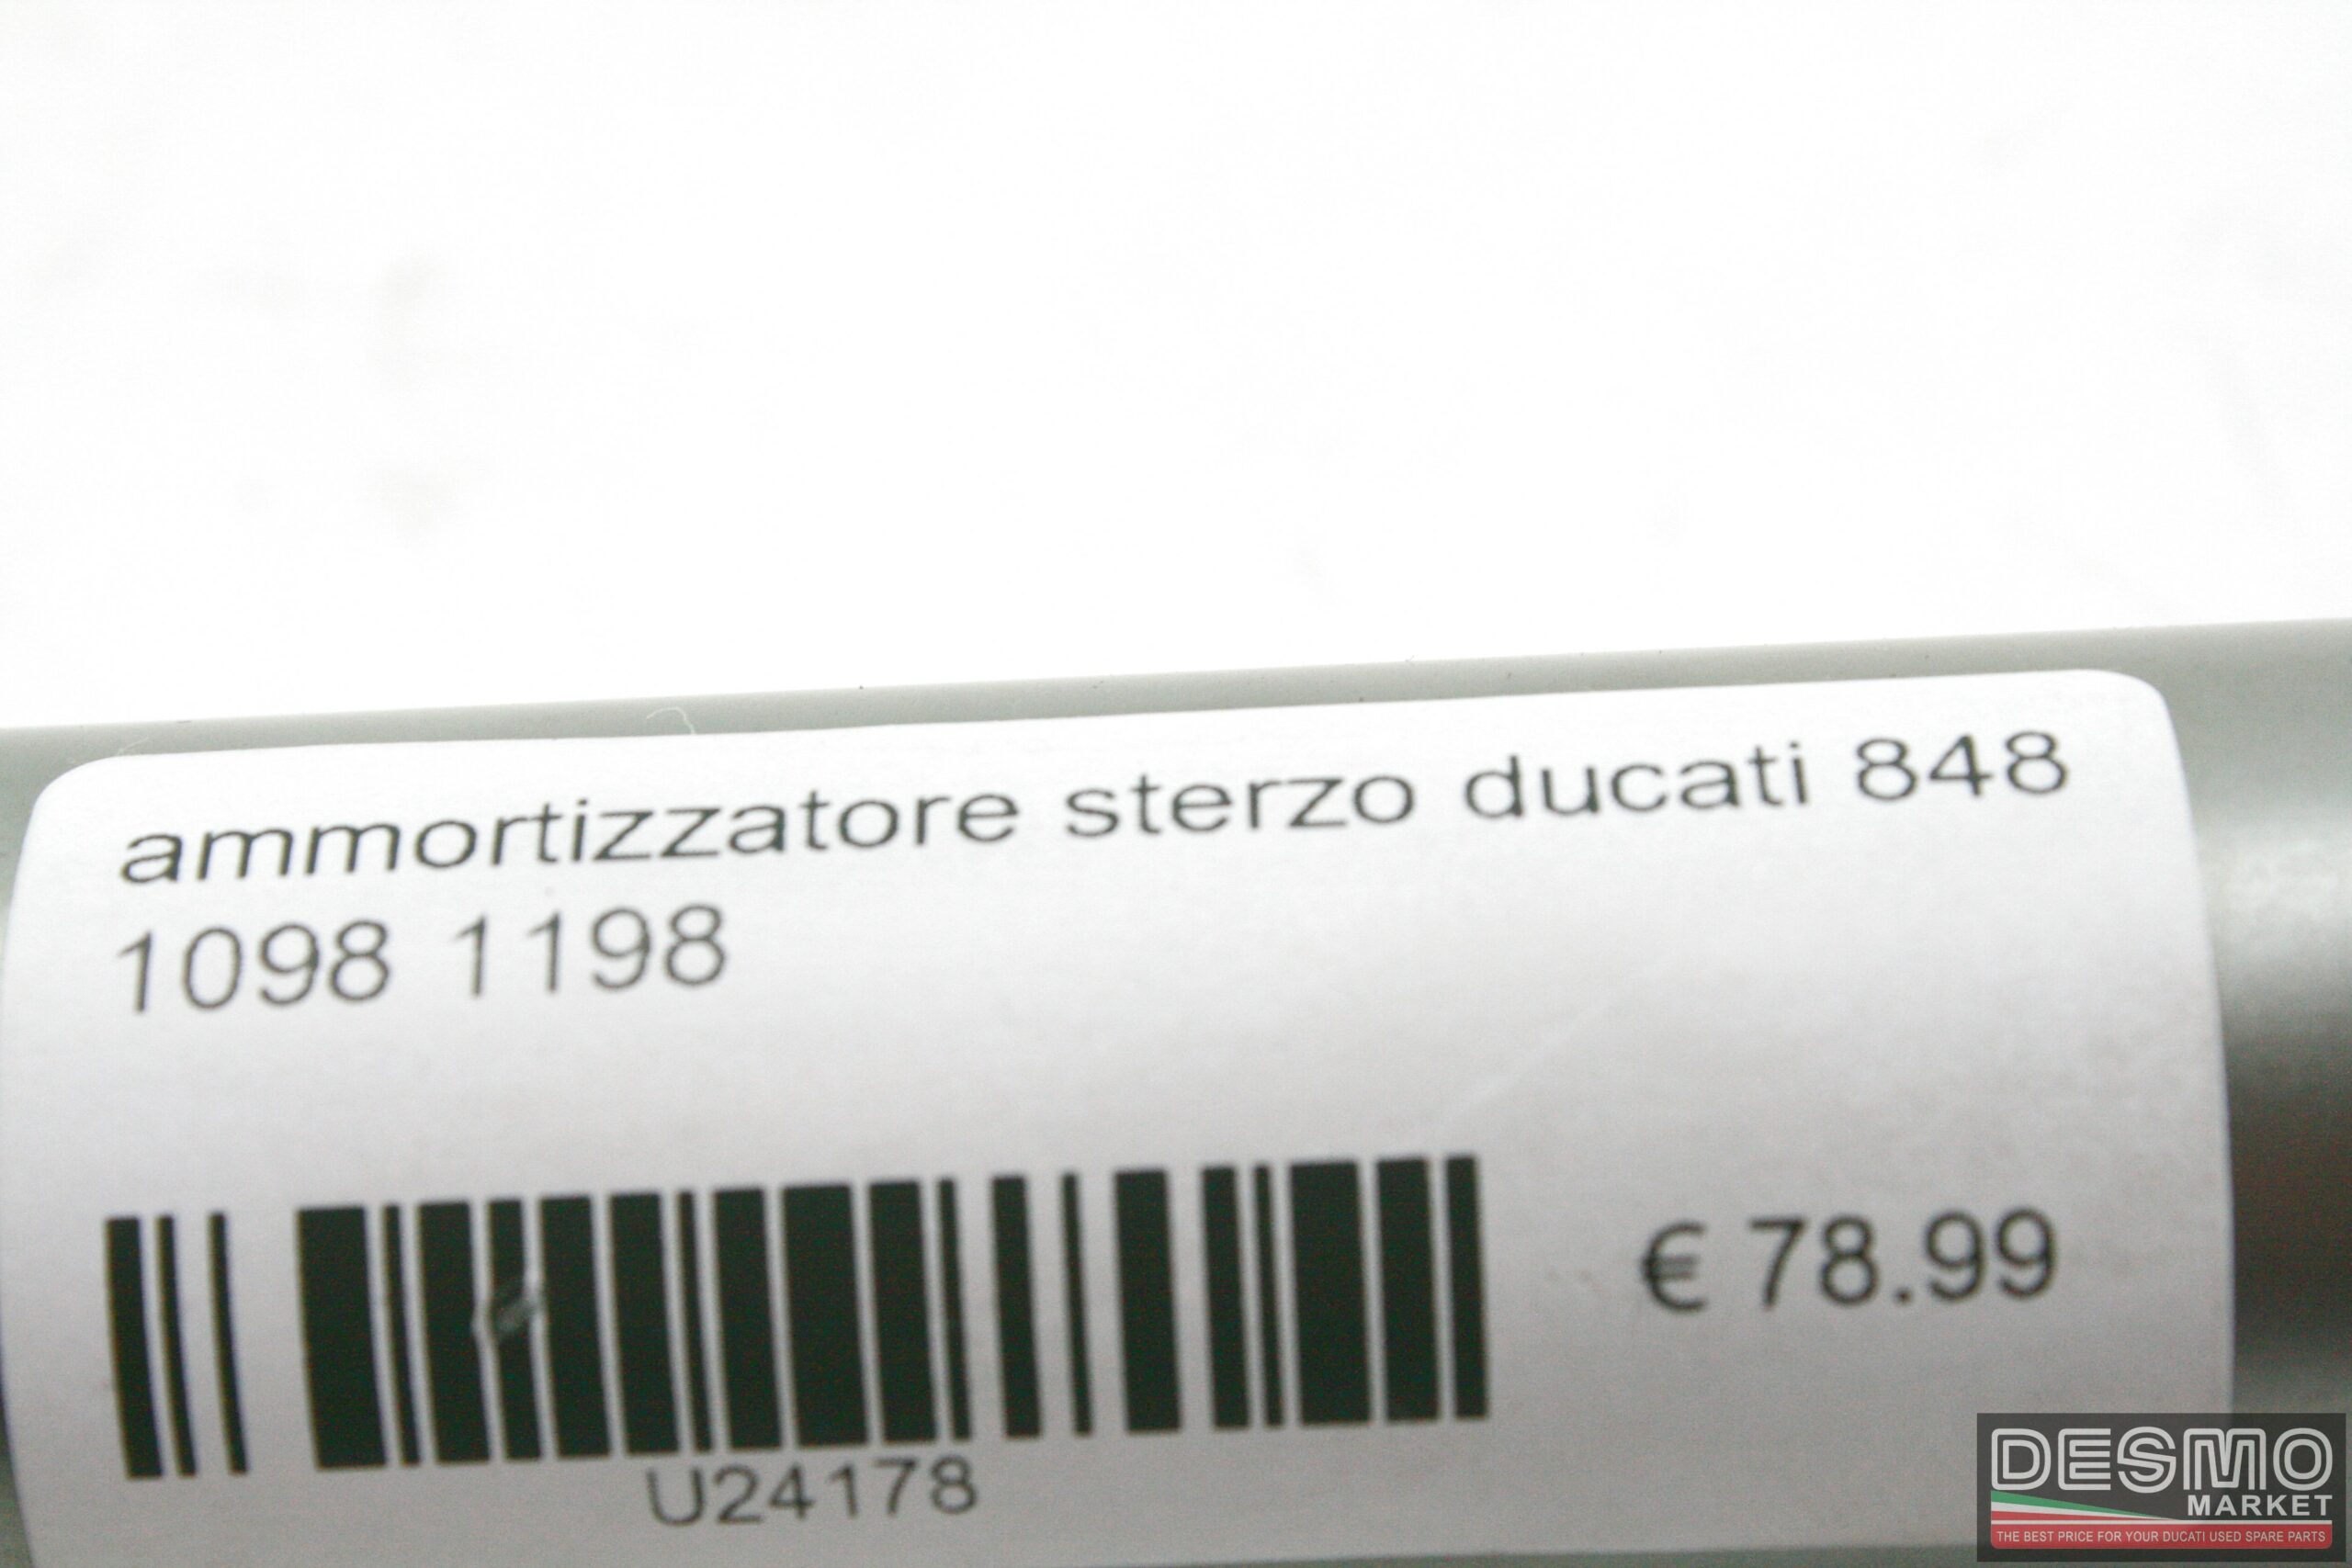 ammortizzatore sterzo ducati 848
1098 1198
€ 78.99
U24178
DESMO
MARKET
THE BEST PRICE FOR YOUR DUCATI USED SPARE PARTS